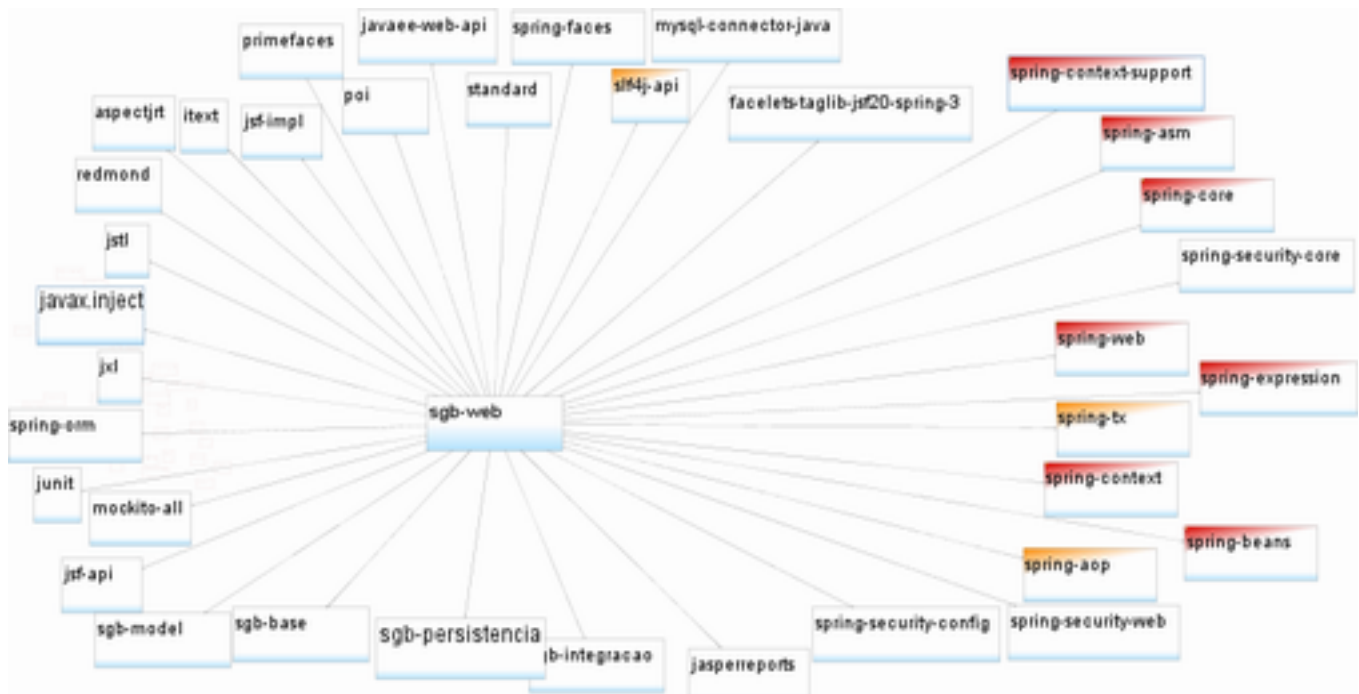 javaee-web-api
spring-faces
mysql-connector-java
primefaces
spring-context-support
slf4j-api
standard
poi
facelets-taglib-jsf20-spring-3
aspectjrt
itext
jsf-impl
spring-asm
redmond
spring-core
jstl
spring-security-core
javax.inject
spring-web
jxl
spring-expression
sgb-web
spring-tx
spring-orm
spring-context
junit
mockito-all
spring-beans
spring-aop
jsf-api
sgb-model
sgb-base
sgb-persistencia
gb-integracao
jasperreports
spring-security-config
spring-security-web